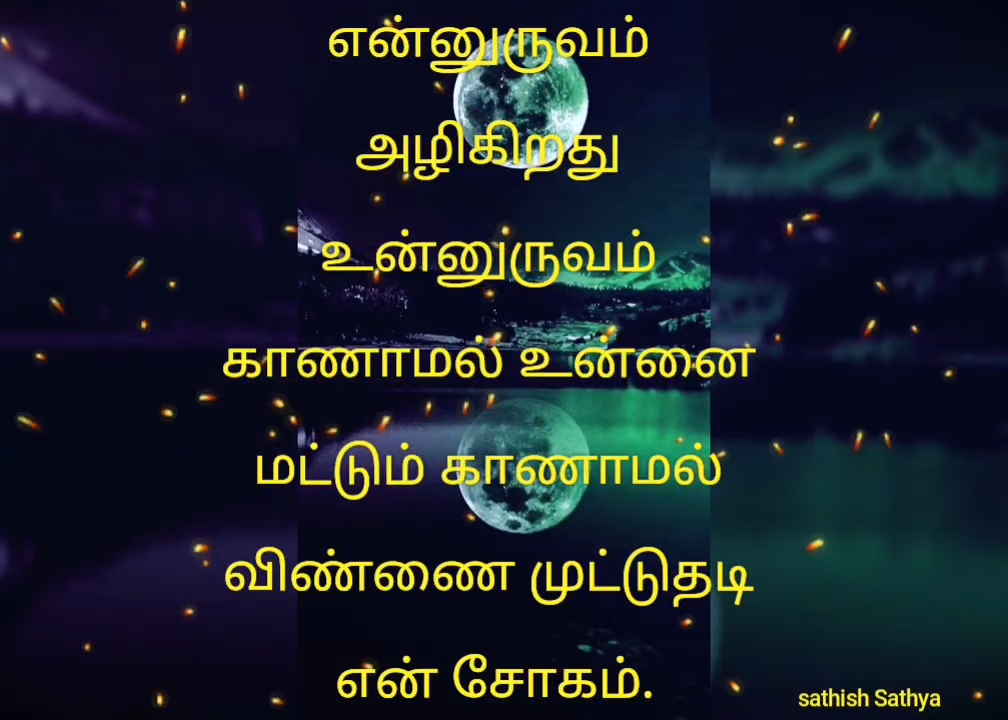 என்னுருவம்
அழிகிறது
உன்னுருவம்
காணாமல் உன்னை
மட்டும் காணாமல்
விண்ணை முட்டுதடி
என் சோகம்.
sathish Sathya